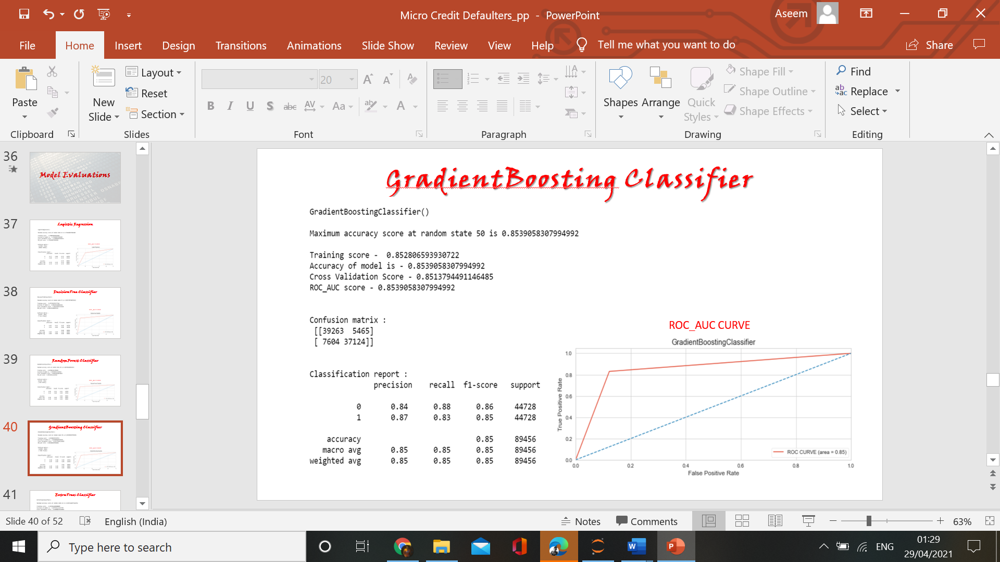 Micro Credit Defaulters_pp - PowerPoint
Aseem
File Home Insert Design Transitions Animations Slide Show Review View Help Tell me what you want to do Share
Paste
New Slide
Layout
Reset
Section
20
B I U S abc AV Aa A
Shapes Arrange Quick Styles
Shape Fill
Shape Outline
Shape Effects
Find
Replace
Select
Clipboard Slides Font Paragraph Drawing Editing
36
Model Evaluations
37
Logistic Regression
38
DecisionTree Classifier
39
RandomForest Classifier
40
GradientBoosting Classifier
41
ExtraTrees Classifier
GradientBoosting Classifier
GradientBoostingClassifier()
Maximum accuracy score at random state 50 is 0.8539058307994992
Training score -  0.852806593930722
Accuracy of model is - 0.8539058307994992
Cross Validation Score - 0.8513794491146485
ROC_AUC score - 0.8539058307994992
Confusion matrix :
[[39263  5465]
[ 7604 37124]]
Classification report :
precision recall f1-score support
0 0.84 0.88 0.86 44728
1 0.87 0.83 0.85 44728
accuracy 0.85 89456
macro avg 0.85 0.85 0.85 89456
weighted avg 0.85 0.85 0.85 89456
ROC_AUC CURVE
GradientBoostingClassifier
True Positive Rate
1.0
0.8
0.6
0.4
0.2
0.0
0.0 0.2 0.4 0.6 0.8 1.0
False Positive Rate
ROC CURVE (area = 0.85)
Slide 40 of 52 English (India) Notes Comments 63%
Type here to search
ENG
01:29
29/04/2021